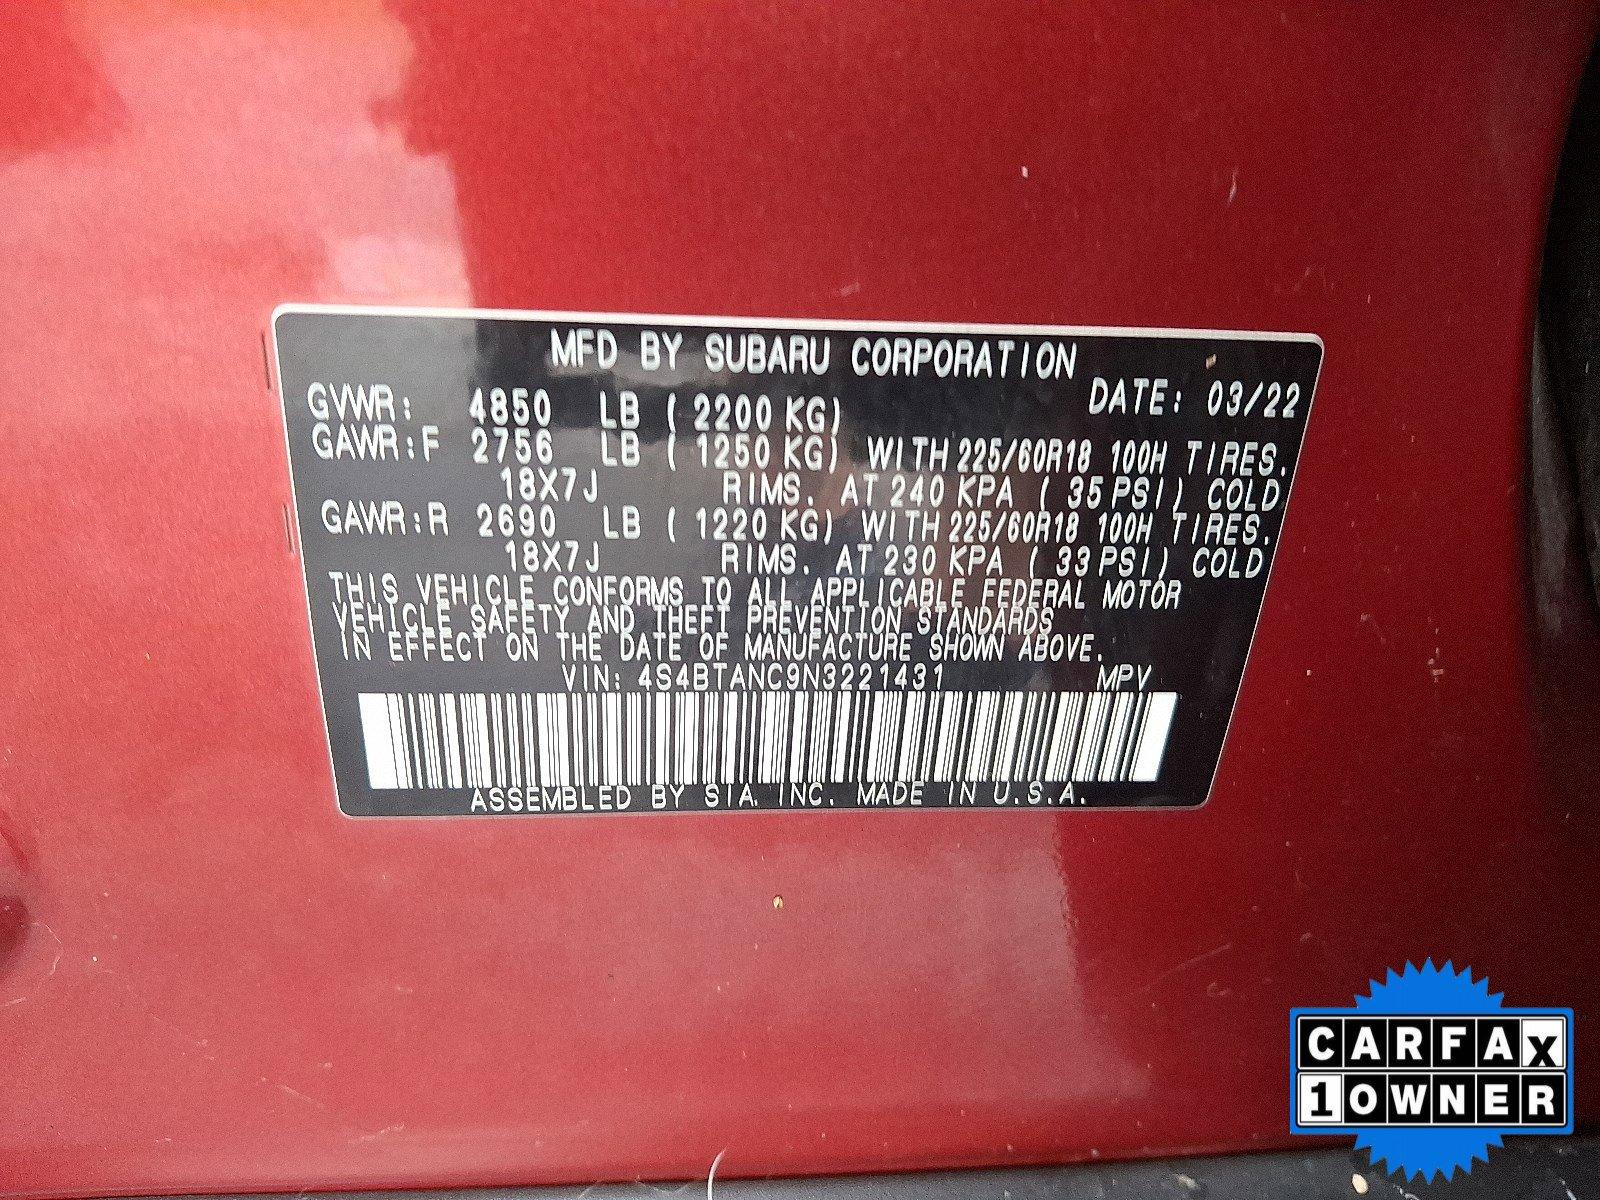 MFD BY SUBARU CORPORATION
DATE: 03/22
GVWR: 4850 LB ( 2200 KG)
GAWR:F 2756 LB ( 1250 KG) WITH 225/60R18 100H TIRES.
18X7J RIMS. AT 240 KPA ( 35 PSI) COLD
GAWR:R 2690 LB ( 1220 KG) WITH 225/60R18 100H TIRES.
18X7J RIMS. AT 230 KPA ( 33 PSI) COLD
THIS VEHICLE CONFORMS TO ALL APPLICABLE FEDERAL MOTOR
VEHICLE SAFETY AND THEFT PREVENTION STANDARDS
IN EFFECT ON THE DATE OF MANUFACTURE SHOWN ABOVE.
VIN: 4S4BTANC9N3221431 MPV
ASSEMBLED BY SIA. INC. MADE IN U.S.A.
CARFAX
1 OWNER